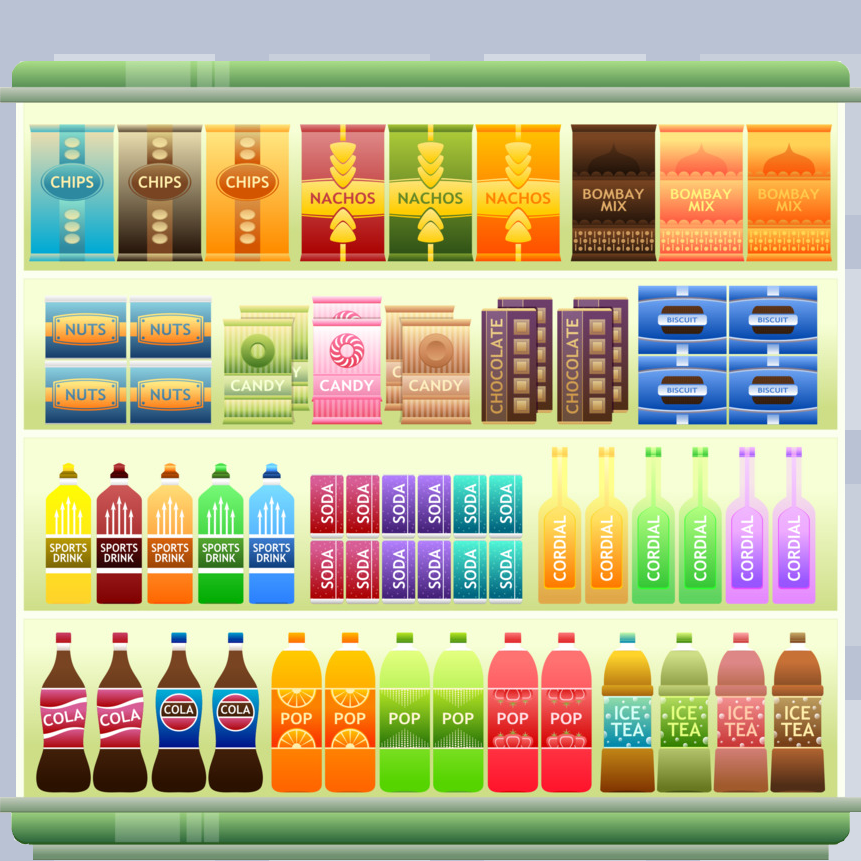 CHIPS CHIPS CHIPS NACHOS NACHOS NACHOS BOMBAY MIX BOMBAY MIX BOMBAY MIX
NUTS NUTS
NUTS NUTS
CANDY Y CANDY C CANDY
CHOCOLATE CHOCOLATE
BISCUIT BISCUIT
BISCUIT BISCUIT
SPORTS DRINK SPORTS DRINK SPORTS DRINK SPORTS DRINK SPORTS DRINK
SODA SODA SODA SODA SODA SODA
SODA SODA SODA SODA SODA SODA
CORDIAL CORDIAL CORDIAL CORDIAL CORDIAL CORDIAL
COLA COLA COLA COLA POP POP POP POP POP POP ICE TEA ICE TEA ICE TEA ICE TEA